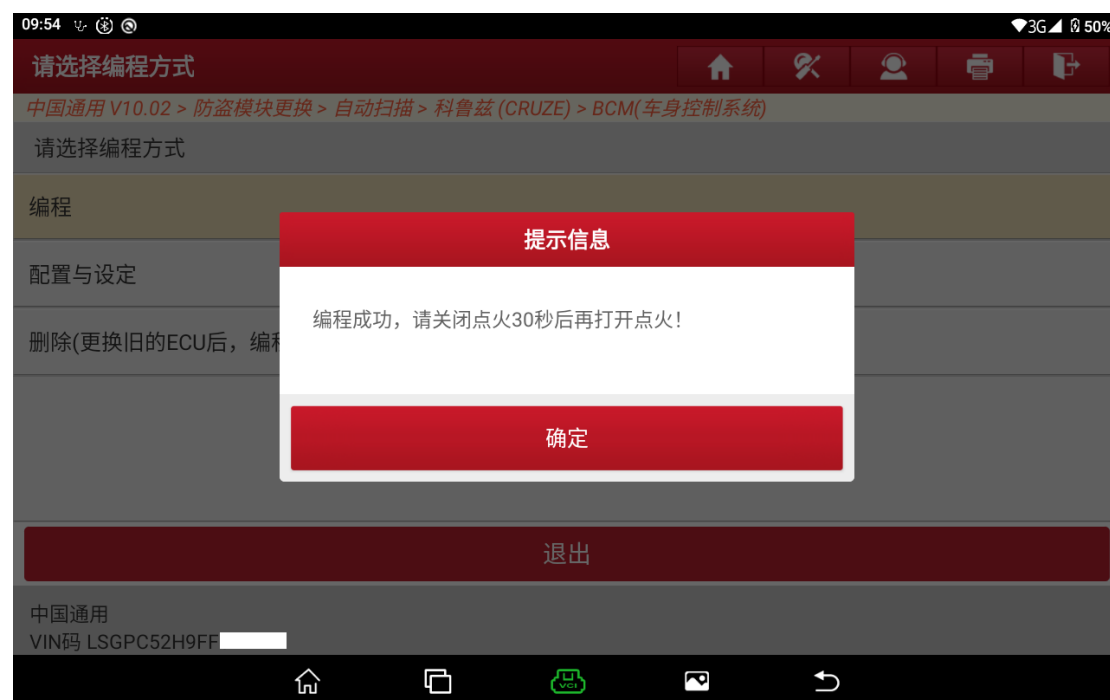 09:54 3G 50%
请选择编程方式
中国通用 V10.02 > 防盗模块更换 > 自动扫描 > 科鲁兹 (CRUZE) > BCM(车身控制系统)
请选择编程方式
编程
提示信息
配置与设定
编程成功，请关闭点火30秒后再打开点火！
删除(更换旧的ECU后，编程
确定
退出
中国通用
VIN码 LSGPC52H9FF
VCI